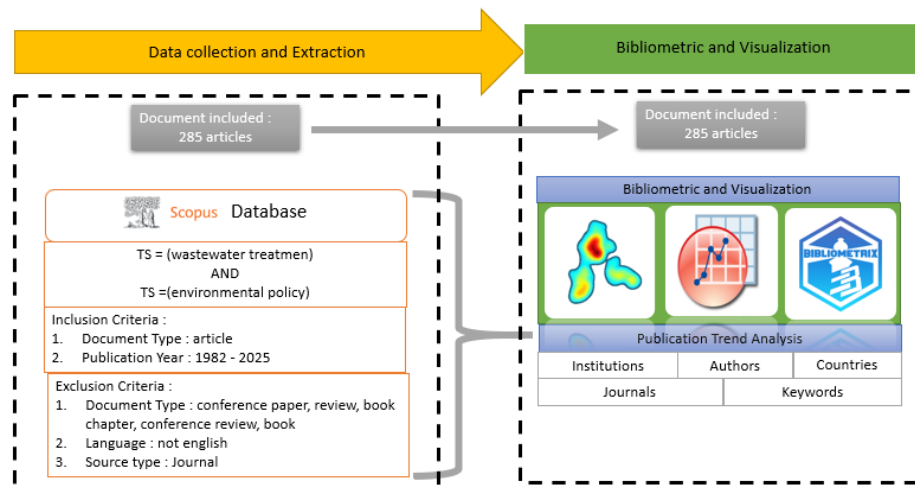 Data collection and Extraction
Bibliometric and Visualization
Document included :
285 articles
Document included :
285 articles
Scopus Database
TS = (wastewater treatmen)
AND
TS =(environmental policy)
Inclusion Criteria :
1. Document Type : article
2. Publication Year : 1982 - 2025
Exclusion Criteria :
1. Document Type : conference paper, review, book
chapter, conference review, book
2. Language : not english
3. Source type : Journal
Bibliometric and Visualization
BIBLIOMETRIX
Publication Trend Analysis
Institutions
Authors
Countries
Journals
Keywords